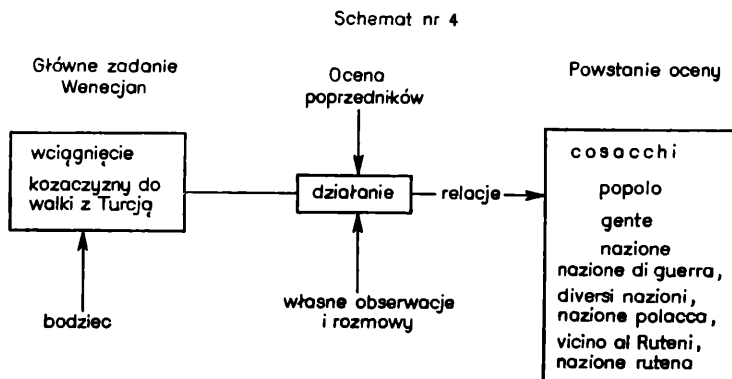 Schemat nr 4
Główne zadanie
Wenecjan
wciągnięcie
kozaczyzny do
walki z Turcją
bodziec
Ocena
poprzedników
działanie
własne obserwacje
i rozmowy
relacje
Powstanie oceny
cosacchi
popolo
gente
nazione
nazione di guerra,
diversi nazioni,
nazione polacca,
vicino al Ruteni,
nazione rutena